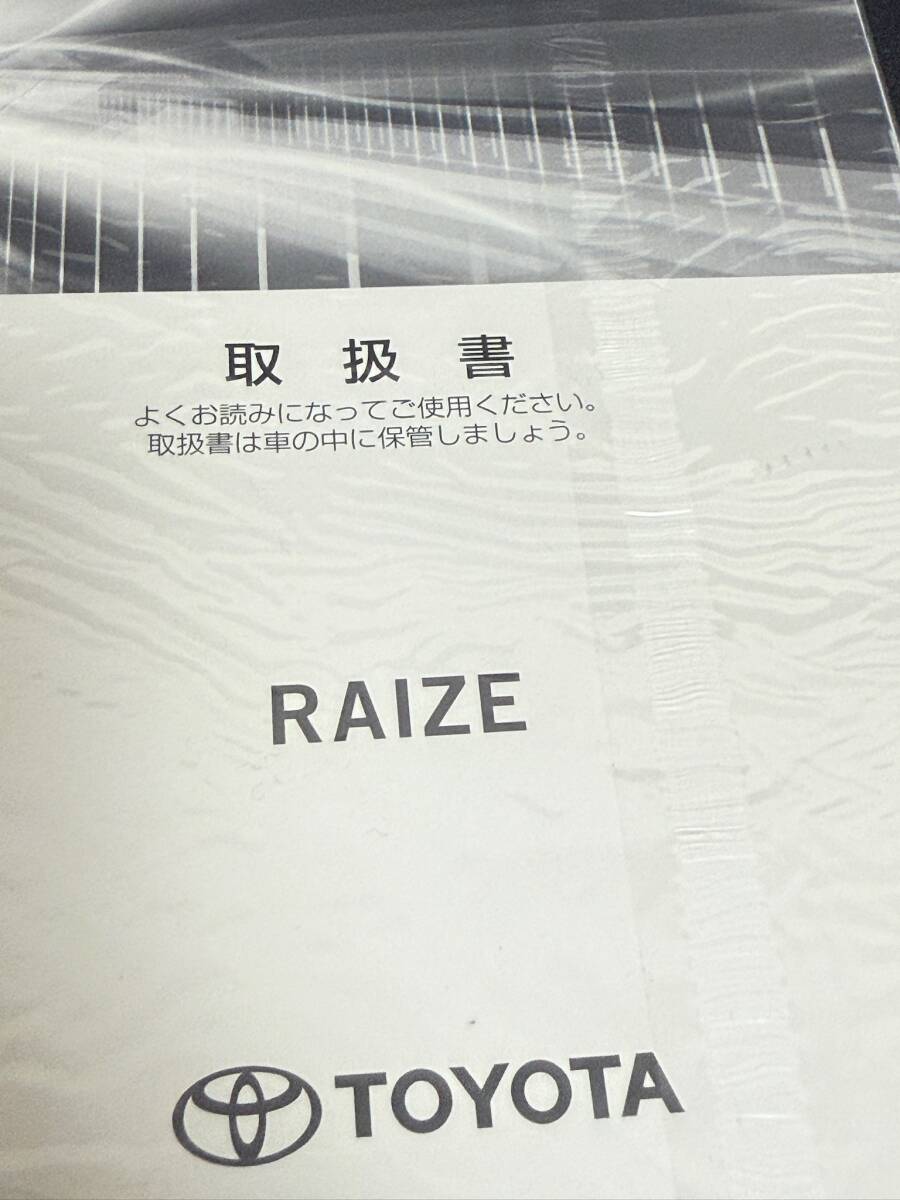 取扱書
よくお読みになってご使用ください。
取扱書は車の中に保管しましょう。
RAIZE
TOYOTA